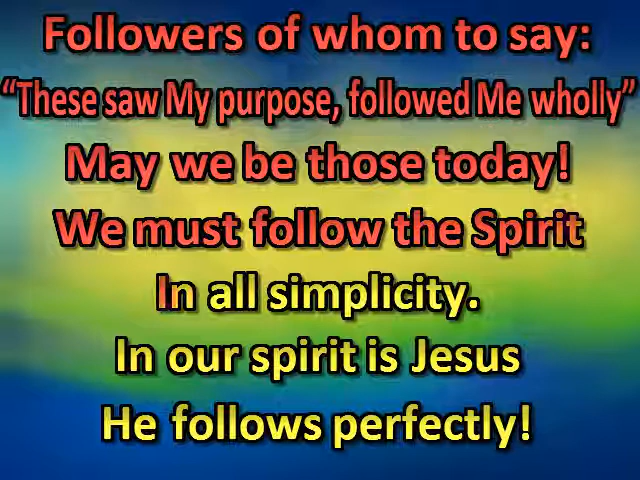 Followers of whom to say:
“These saw My purpose, followed Me wholly”
May we be those today!
We must follow the Spirit
In all simplicity.
In our spirit is Jesus
He follows perfectly!